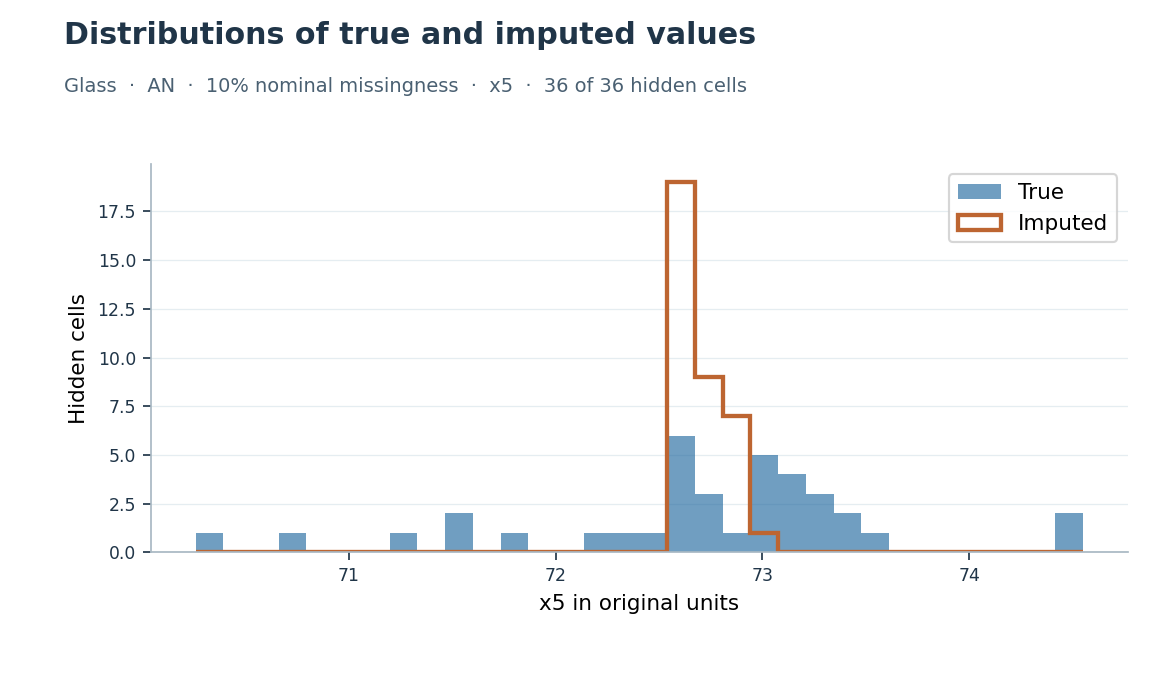 Distributions of true and imputed values
Glass · AN · 10% nominal missingness · x5 · 36 of 36 hidden cells
True
Imputed
Hidden cells
17.5
15.0
12.5
10.0
7.5
5.0
2.5
0.0
71
72
73
74
x5 in original units